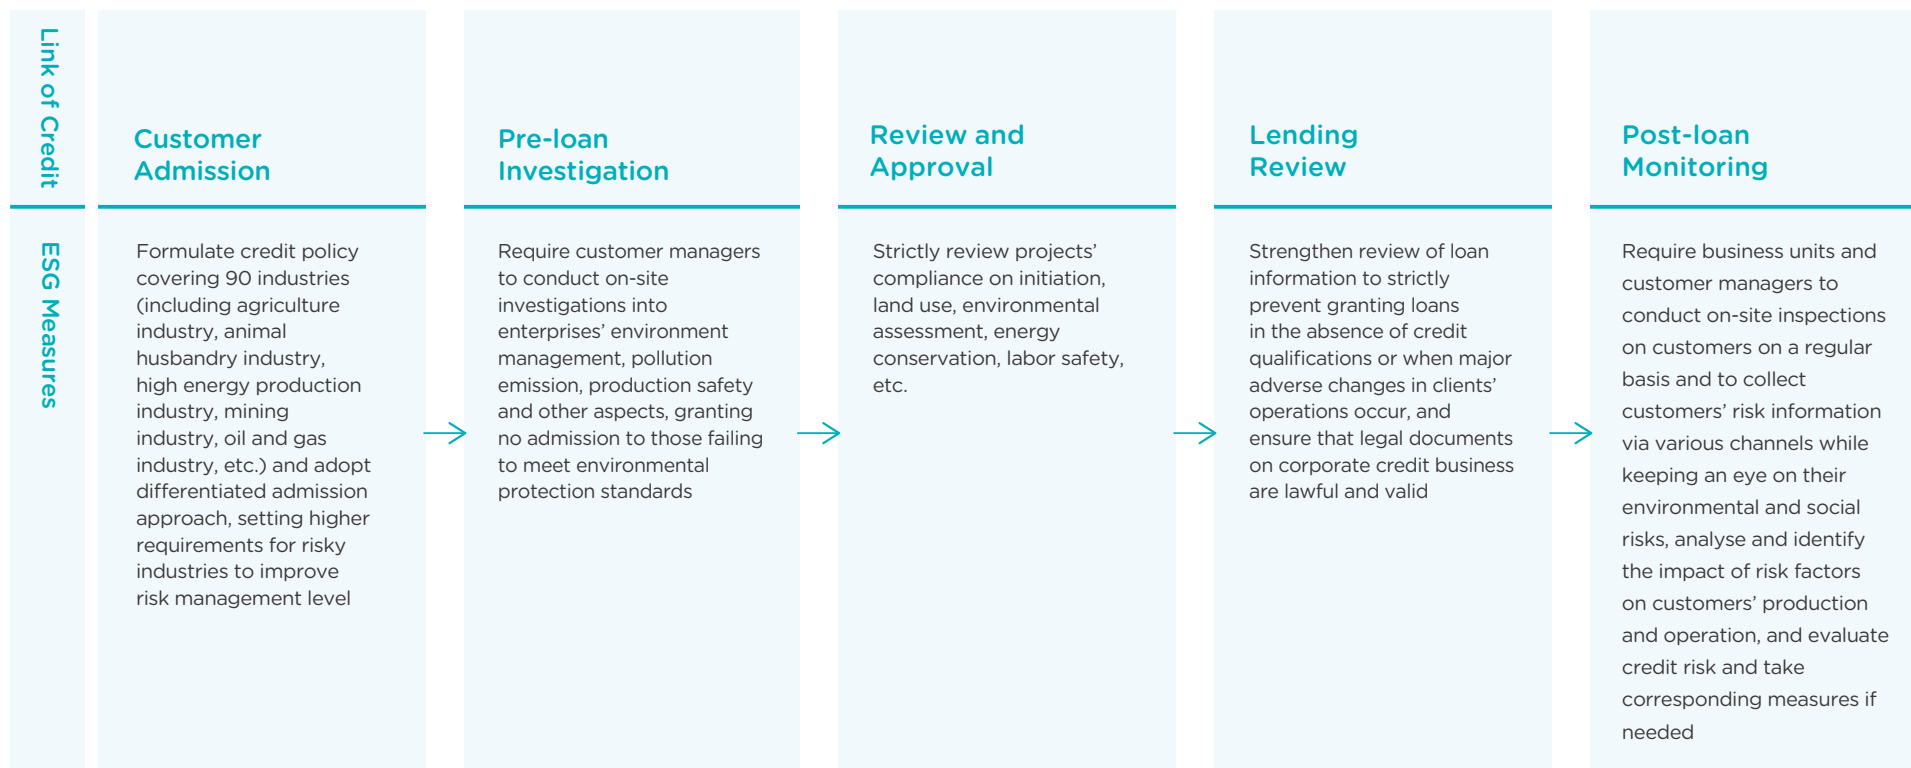 Link of Credit
Customer
Admission
Pre-loan
Investigation
Review and
Approval
Lending
Review
Post-loan
Monitoring
ESG Measures
Formulate credit policy
covering 90 industries
(including agriculture
industry, animal
husbandry industry,
high energy production
industry, mining
industry, oil and gas
industry, etc.) and adopt
differentiated admission
approach, setting higher
requirements for risky
industries to improve
risk management level
Require customer managers
to conduct on-site
investigations into
enterprises’ environment
management, pollution
emission, production safety
and other aspects, granting
no admission to those failing
to meet environmental
protection standards
Strictly review projects’
compliance on initiation,
land use, environmental
assessment, energy
conservation, labor safety,
etc.
Strengthen review of loan
information to strictly
prevent granting loans
in the absence of credit
qualifications or when major
adverse changes in clients’
operations occur, and
ensure that legal documents
on corporate credit business
are lawful and valid
Require business units and
customer managers to
conduct on-site inspections
on customers on a regular
basis and to collect
customers’ risk information
via various channels while
keeping an eye on their
environmental and social
risks, analyse and identify
the impact of risk factors
on customers’ production
and operation, and evaluate
credit risk and take
corresponding measures if
needed